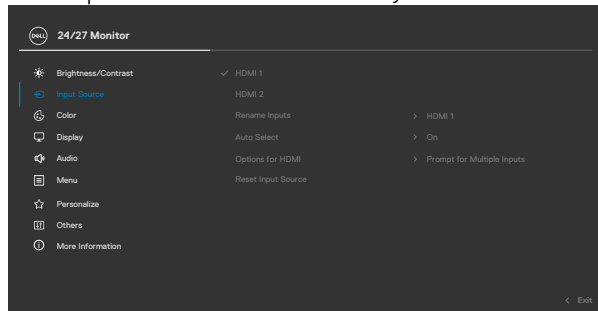 DELL
24/27 Monitor
Brightness/Contrast
HDMI 1
Input Source
HDMI 2
Color
Rename Inputs
HDMI 1
Display
Auto Select
On
Audio
Options for HDMI
Prompt for Multiple Inputs
Menu
Reset Input Source
Personalize
Others
More Information
Exit